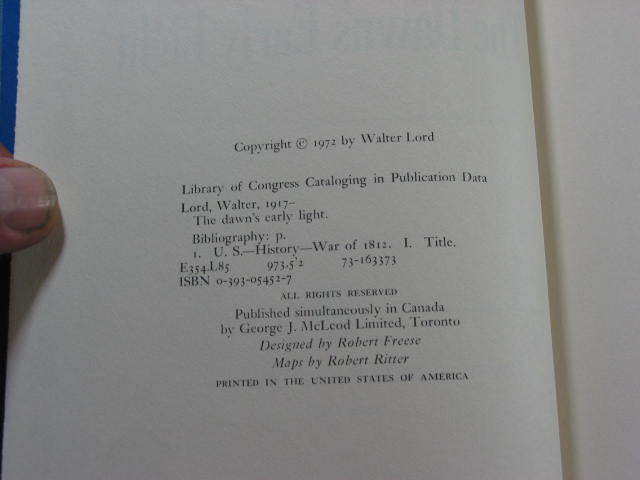 Copyright © 1972 by Walter Lord
Library of Congress Cataloging in Publication Data
Lord, Walter, 1917–
The dawn's early light.
Bibliography: p.
1. U. S.—History—War of 1812. I. Title.
E354.L85 973.5'2 73-163373
ISBN 0-393-05452-7
ALL RIGHTS RESERVED
Published simultaneously in Canada
by George J. McLeod Limited, Toronto
Designed by Robert Freese
Maps by Robert Ritter
PRINTED IN THE UNITED STATES OF AMERICA